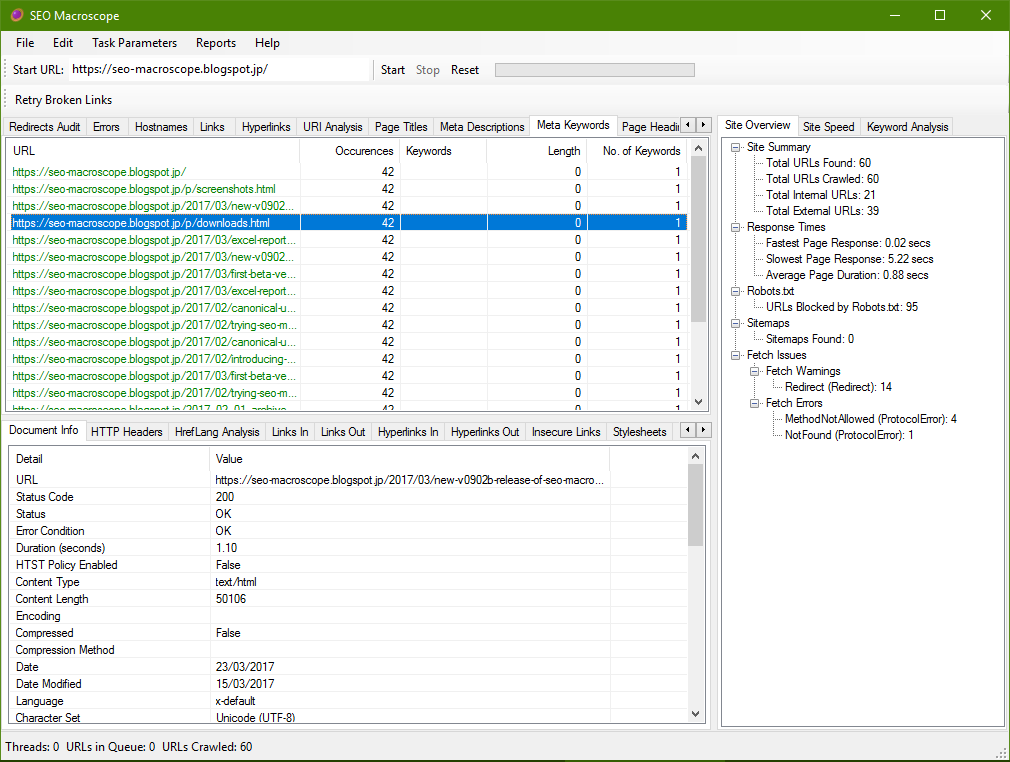 SEO Macroscope
File Edit Task Parameters Reports Help
Start URL: https://seo-macroscope.blogspot.jp/ Start Stop Reset
Retry Broken Links
Redirects Audit Errors Hostnames Links Hyperlinks URI Analysis Page Titles Meta Descriptions Meta Keywords Page Headi
URL Occurences Keywords Length No. of Keywords
https://seo-macroscope.blogspot.jp/ 42 0 1
https://seo-macroscope.blogspot.jp/p/screenshots.html 42 0 1
https://seo-macroscope.blogspot.jp/2017/03/new-v0902... 42 0 1
https://seo-macroscope.blogspot.jp/p/downloads.html 42 0 1
https://seo-macroscope.blogspot.jp/2017/03/excel-report... 42 0 1
https://seo-macroscope.blogspot.jp/2017/03/new-v0902... 42 0 1
https://seo-macroscope.blogspot.jp/2017/03/first-beta-ve... 42 0 1
https://seo-macroscope.blogspot.jp/2017/03/excel-report... 42 0 1
https://seo-macroscope.blogspot.jp/2017/02/canonical-u... 42 0 1
https://seo-macroscope.blogspot.jp/2017/02/trying-seo-m... 42 0 1
https://seo-macroscope.blogspot.jp/2017/02/canonical-u... 42 0 1
https://seo-macroscope.blogspot.jp/2017/02/introducing-... 42 0 1
https://seo-macroscope.blogspot.jp/2017/03/first-beta-ve... 42 0 1
https://seo-macroscope.blogspot.jp/2017/02/trying-seo-m... 42 0 1
https://seo-macroscope.blogspot.jp/2017_02_01_archive... 42 0 1
Document Info HTTP Headers HrefLang Analysis Links In Links Out Hyperlinks In Hyperlinks Out Insecure Links Stylesheets
Detail Value
URL https://seo-macroscope.blogspot.jp/2017/03/new-v0902b-release-of-seo-macro...
Status Code 200
Status OK
Error Condition OK
Duration (seconds) 1.10
HTST Policy Enabled False
Content Type text/html
Content Length 50106
Encoding
Compressed False
Compression Method
Date 23/03/2017
Date Modified 15/03/2017
Language x-default
Character Set Unicode (UTF-8)
Site Overview Site Speed Keyword Analysis
Site Summary
Total URLs Found: 60
Total URLs Crawled: 60
Total Internal URLs: 21
Total External URLs: 39
Response Times
Fastest Page Response: 0.02 secs
Slowest Page Response: 5.22 secs
Average Page Duration: 0.88 secs
Robots.txt
URLs Blocked by Robots.txt: 95
Sitemaps
Sitemaps Found: 0
Fetch Issues
Fetch Warnings
Redirect (Redirect): 14
Fetch Errors
MethodNotAllowed (ProtocolError): 4
NotFound (ProtocolError): 1
Threads: 0 URLs in Queue: 0 URLs Crawled: 60